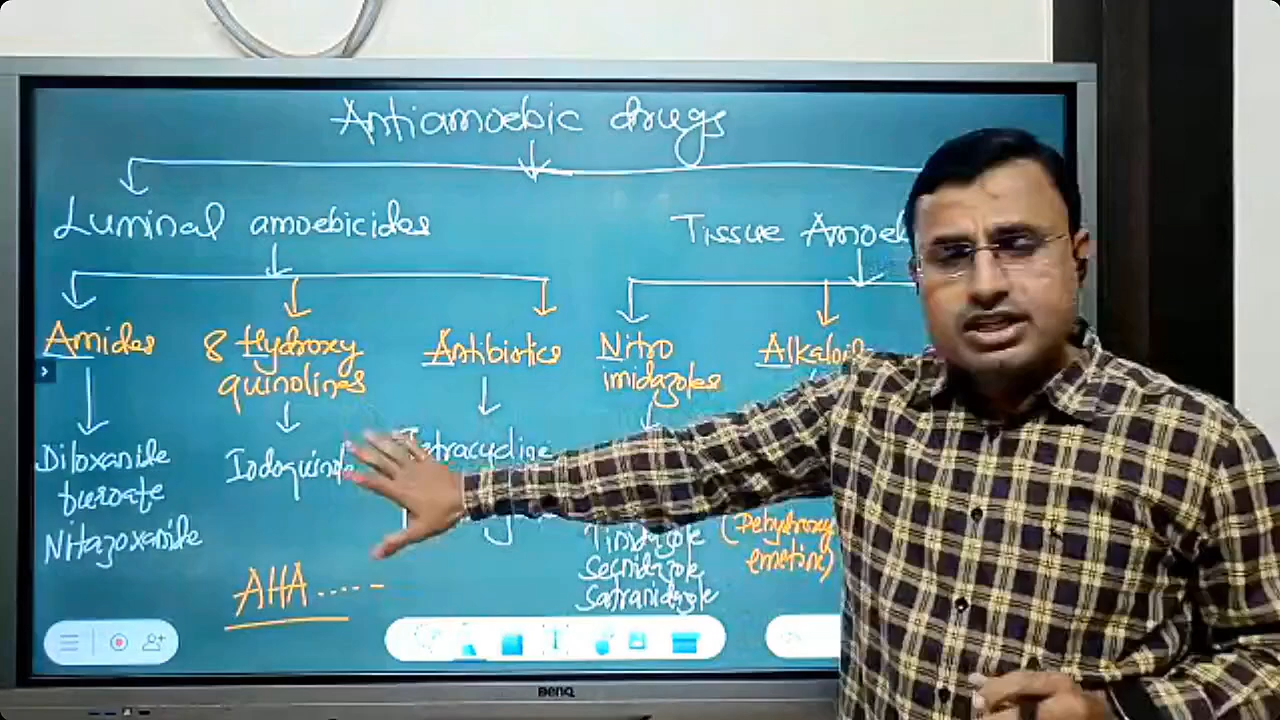 Antiamoebic drugs
Luminal amoebicides
Tissue
Amides
8 Hydroxy
quinolines
Antibiotics
Nitro
imidazoles
Diloxanide
furoate
Nitazoxanide
Tetracycline
Tinidazole
Secnidazole
Satranidazole
(Dehydroxy
emetine)
AHA.....-
BenQ